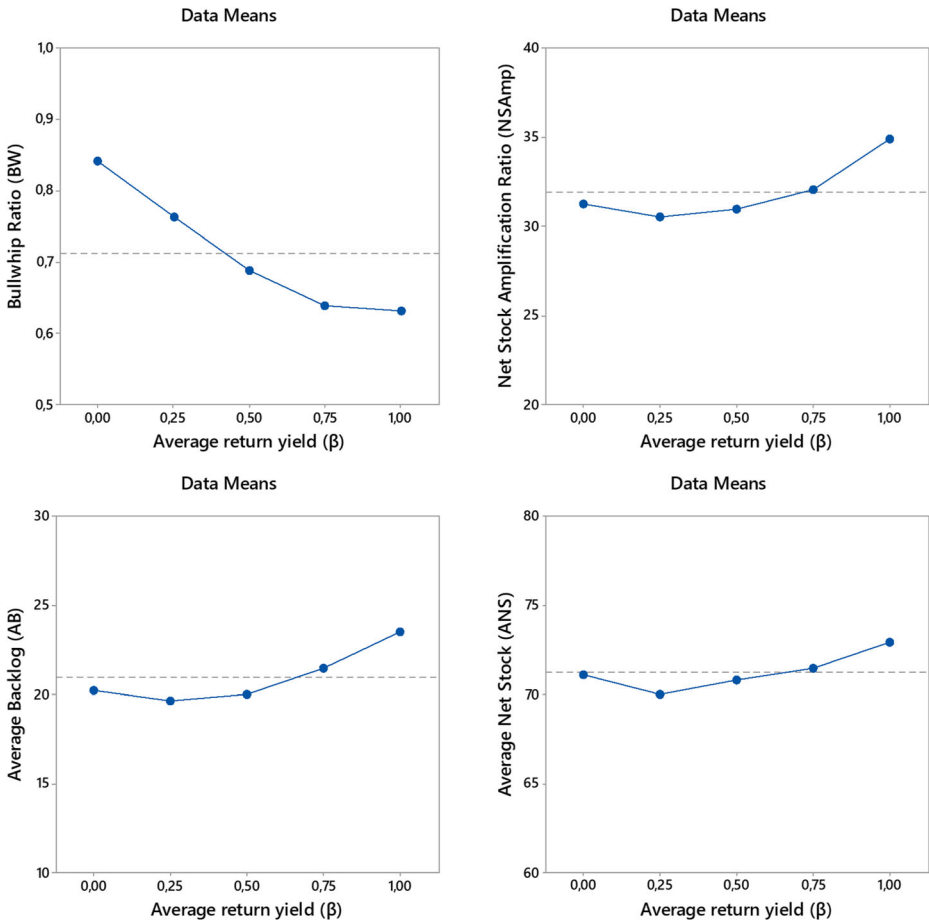 Data Means
Bullwhip Ratio (BW)
1,0
0,9
0,8
0,7
0,6
0,5
0,00 0,25 0,50 0,75 1,00
Average return yield (β)
Data Means
Net Stock Amplification Ratio (NSAmp)
40
35
30
25
20
0,00 0,25 0,50 0,75 1,00
Average return yield (β)
Data Means
Average Backlog (AB)
30
25
20
15
10
0,00 0,25 0,50 0,75 1,00
Average return yield (β)
Data Means
Average Net Stock (ANS)
80
75
70
65
60
0,00 0,25 0,50 0,75 1,00
Average return yield (β)